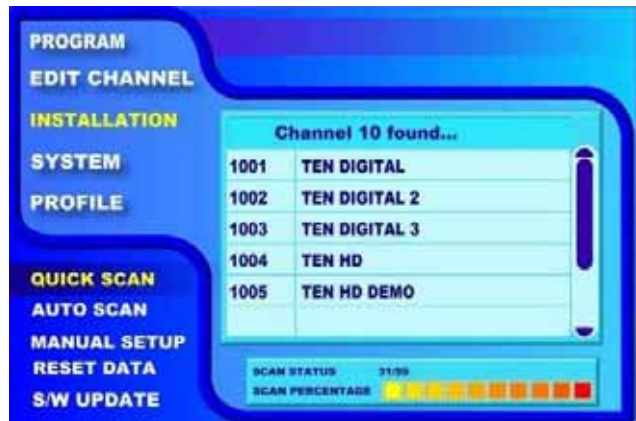 PROGRAM
EDIT CHANNEL
INSTALLATION
SYSTEM
PROFILE
QUICK SCAN
AUTO SCAN
MANUAL SETUP
RESET DATA
S/W UPDATE
Channel 10 found...
1001 TEN DIGITAL
1002 TEN DIGITAL 2
1003 TEN DIGITAL 3
1004 TEN HD
1005 TEN HD DEMO
SCAN STATUS
SCAN PERCENTAGE